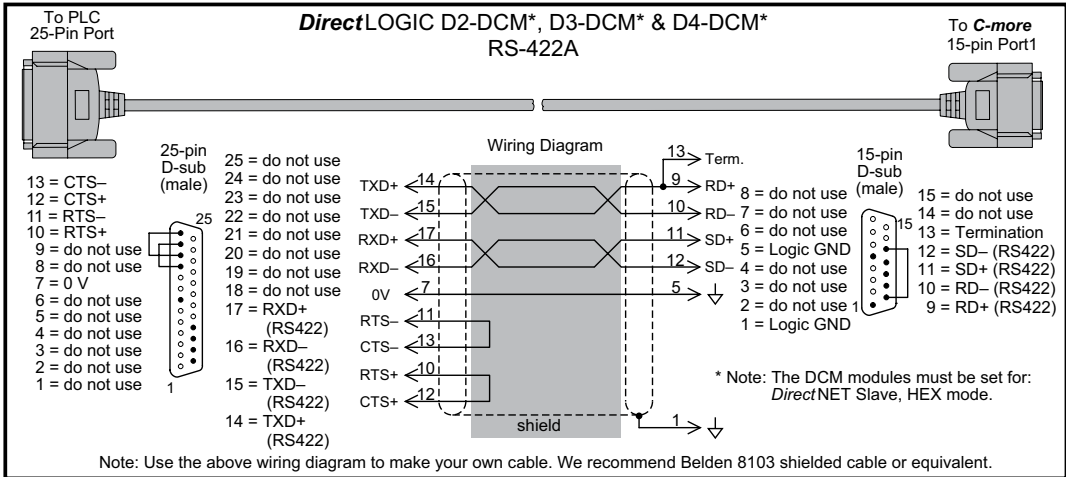 To PLC
25-Pin Port
DirectLOGIC D2-DCM*, D3-DCM* & D4-DCM*
RS-422A
To C-more
15-pin Port1
25-pin
D-sub
(male)
13 = CTS–
12 = CTS+
11 = RTS–
10 = RTS+
9 = do not use
8 = do not use
7 = 0 V
6 = do not use
5 = do not use
4 = do not use
3 = do not use
2 = do not use
1 = do not use
25
1
25 = do not use
24 = do not use
23 = do not use
22 = do not use
21 = do not use
20 = do not use
19 = do not use
18 = do not use
17 = RXD+
(RS422)
16 = RXD–
(RS422)
15 = TXD–
(RS422)
14 = TXD+
(RS422)
Wiring Diagram
13 Term.
TXD+ 14 9 RD+
TXD– 15 10 RD–
RXD+ 17 11 SD+
RXD– 16 12 SD–
0V 7 5
RTS– 11
CTS– 13
RTS+ 10
CTS+ 12
shield
1
8 = do not use
7 = do not use
6 = do not use
5 = Logic GND
4 = do not use
3 = do not use
2 = do not use
1 = Logic GND
15-pin
D-sub
(male)
15
1
15 = do not use
14 = do not use
13 = Termination
12 = SD– (RS422)
11 = SD+ (RS422)
10 = RD– (RS422)
9 = RD+ (RS422)
* Note: The DCM modules must be set for:
DirectNET Slave, HEX mode.
Note: Use the above wiring diagram to make your own cable. We recommend Belden 8103 shielded cable or equivalent.